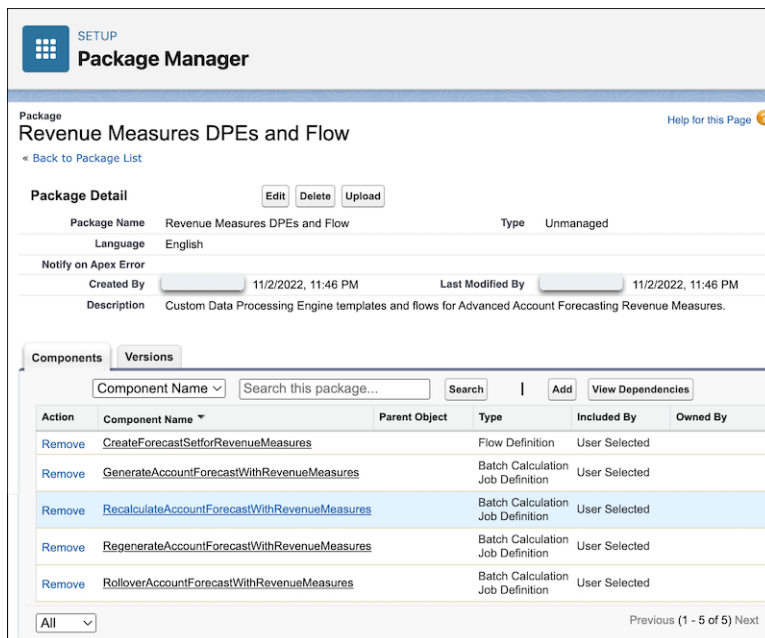 SETUP
Package Manager
Package
Revenue Measures DPEs and Flow
Help for this Page
« Back to Package List
Package Detail Edit Delete Upload
Package Name Revenue Measures DPEs and Flow Type Unmanaged
Language English
Notify on Apex Error
Created By 11/2/2022, 11:46 PM Last Modified By 11/2/2022, 11:46 PM
Description Custom Data Processing Engine templates and flows for Advanced Account Forecasting Revenue Measures.
Components Versions
Component Name Search this package... Search | Add View Dependencies
Action Component Name Parent Object Type Included By Owned By
Remove CreateForecastSetforRevenueMeasures Flow Definition User Selected
Remove GenerateAccountForecastWithRevenueMeasures Batch Calculation Job Definition User Selected
Remove RecalculateAccountForecastWithRevenueMeasures Batch Calculation Job Definition User Selected
Remove RegenerateAccountForecastWithRevenueMeasures Batch Calculation Job Definition User Selected
Remove RolloverAccountForecastWithRevenueMeasures Batch Calculation Job Definition User Selected
All Previous (1 - 5 of 5) Next